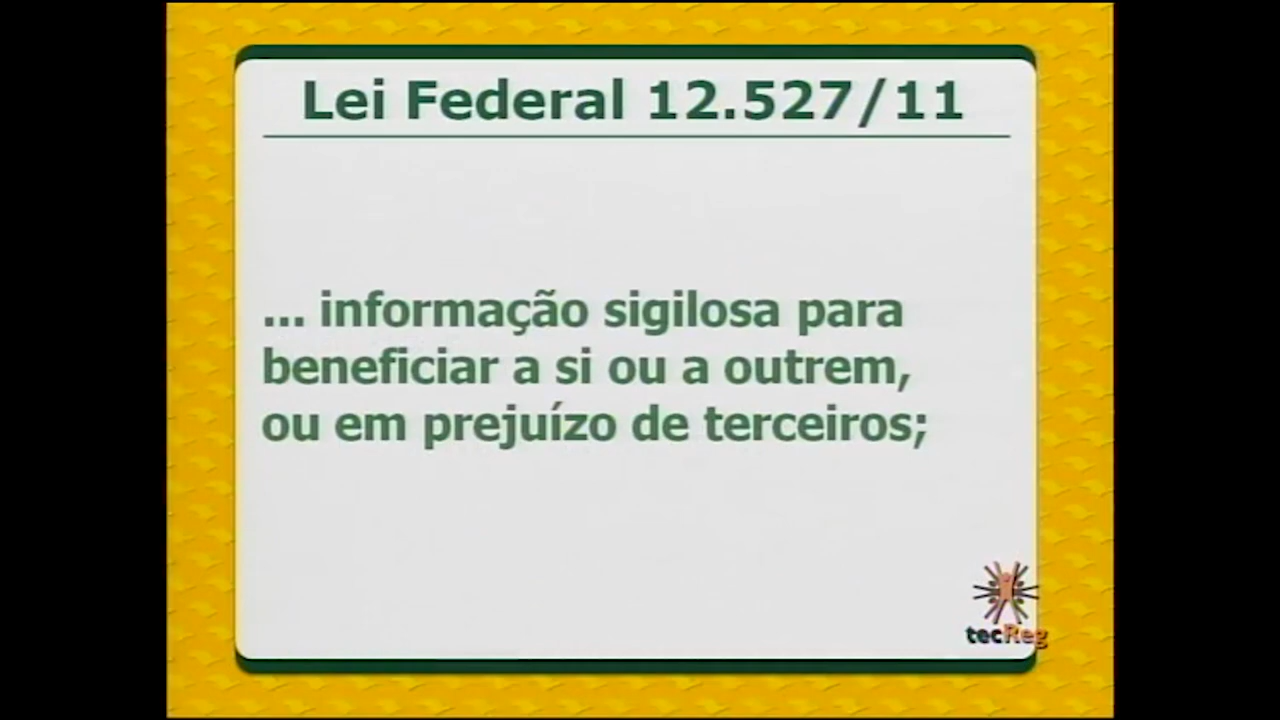 Lei Federal 12.527/11
... informação sigilosa para
beneficiar a si ou a outrem,
ou em prejuízo de terceiros;
tecReg